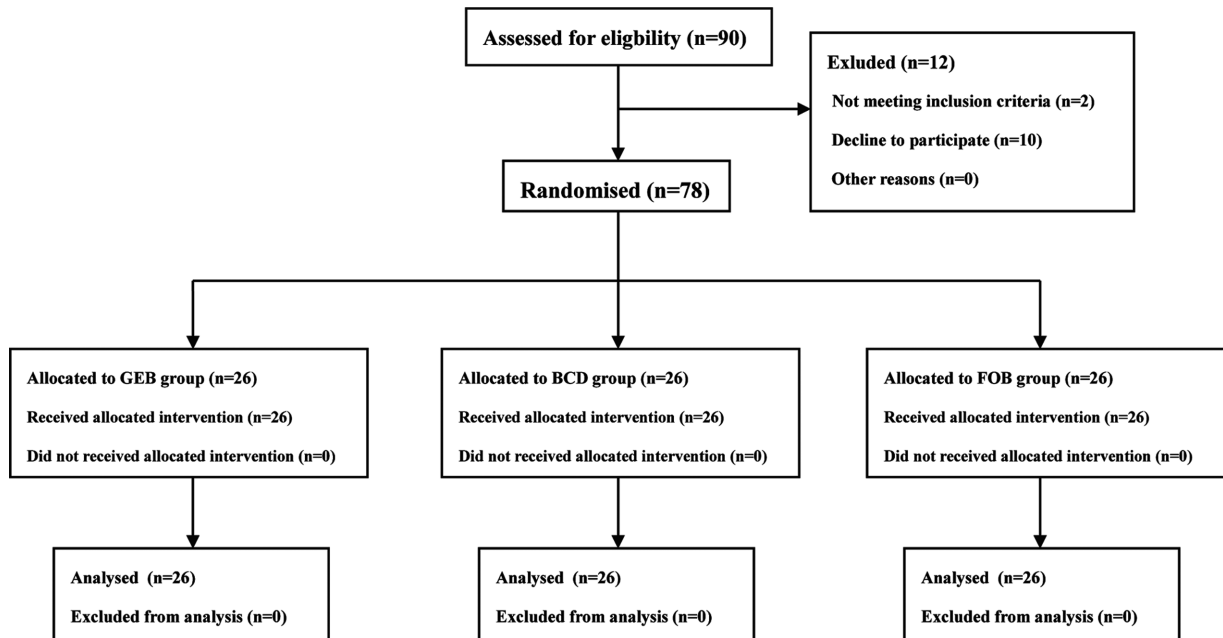 Assessed for eligbility (n=90)
Exluded (n=12)
Not meeting inclusion criteria (n=2)
Decline to participate (n=10)
Other reasons (n=0)
Randomised (n=78)
Allocated to GEB group (n=26)
Received allocated intervention (n=26)
Did not received allocated intervention (n=0)
Allocated to BCD group (n=26)
Received allocated intervention (n=26)
Did not received allocated intervention (n=0)
Allocated to FOB group (n=26)
Received allocated intervention (n=26)
Did not received allocated intervention (n=0)
Analysed (n=26)
Excluded from analysis (n=0)
Analysed (n=26)
Excluded from analysis (n=0)
Analysed (n=26)
Excluded from analysis (n=0)